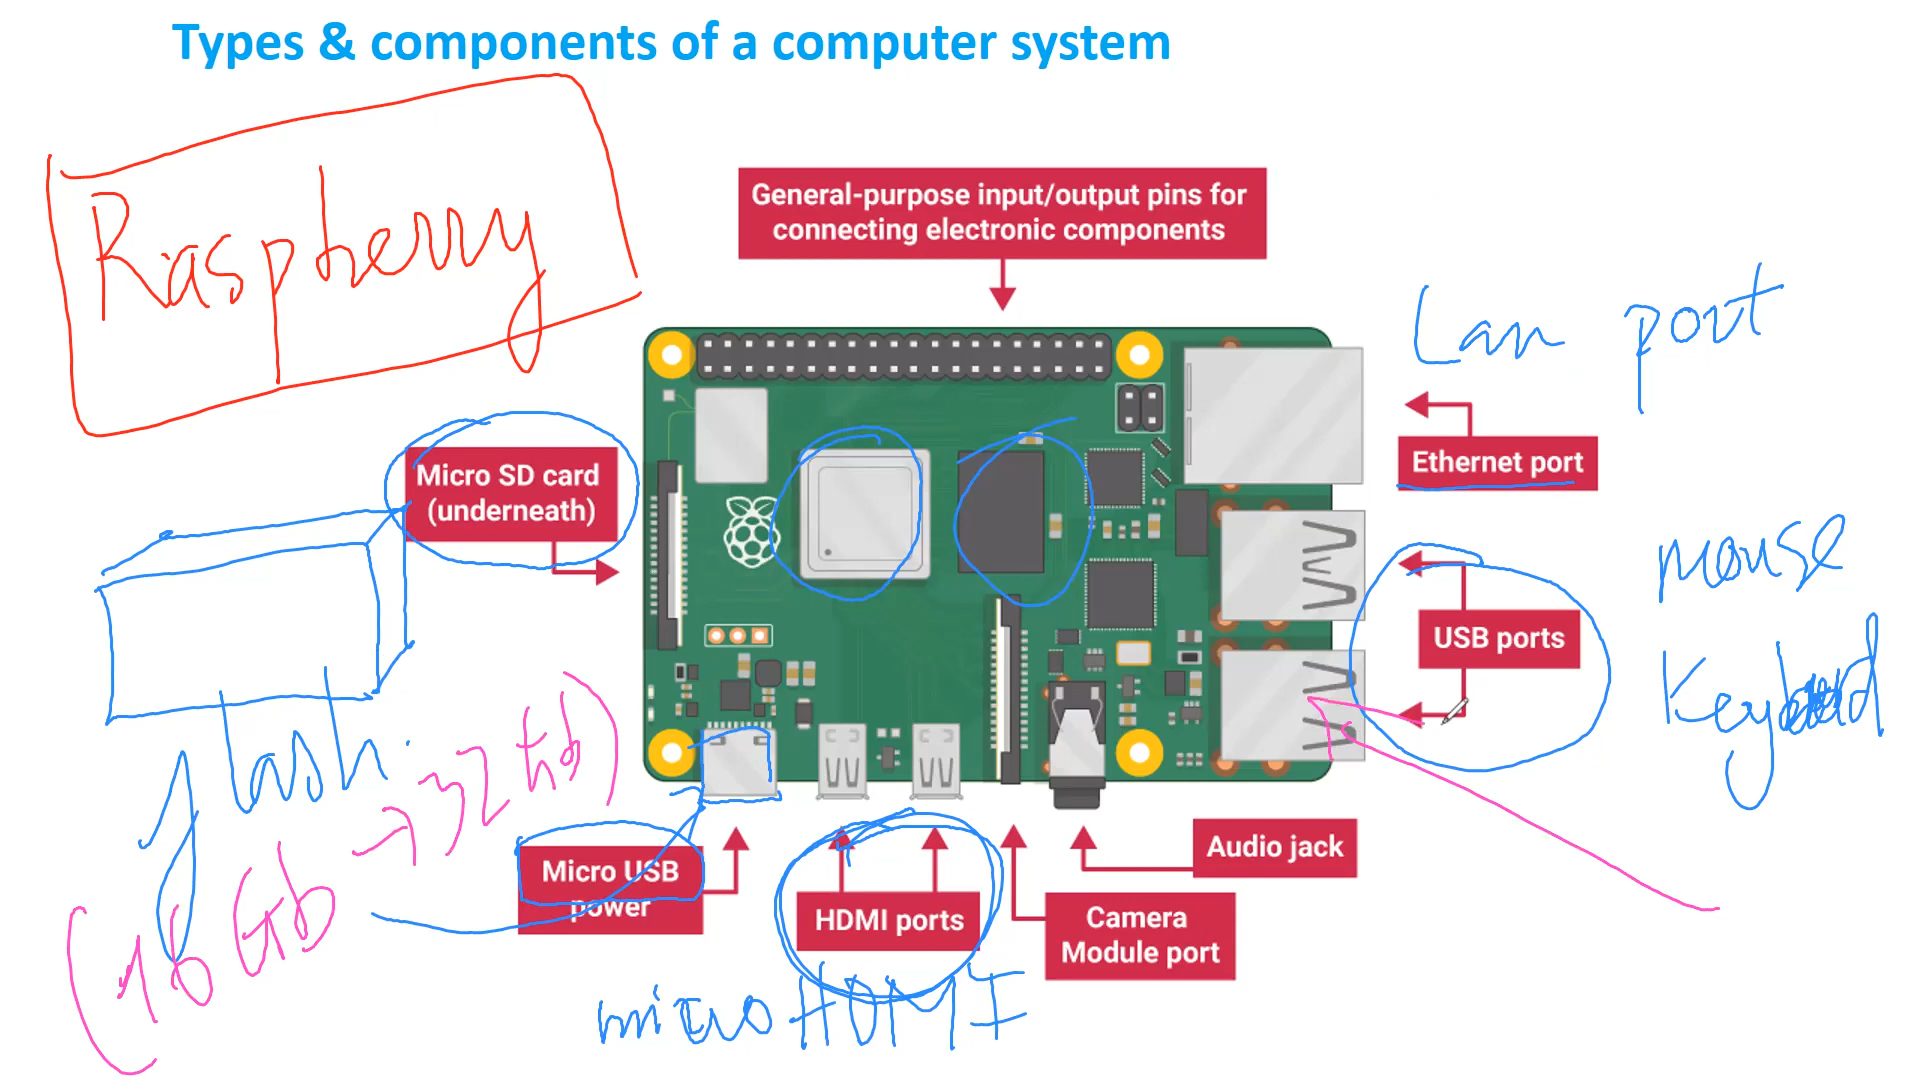 Types & components of a computer system
Raspberry
General-purpose input/output pins for
connecting electronic components
Lan port
Micro SD card
(underneath)
Ethernet port
mouse
USB ports
Keyboard
flash
(16 Gb → 32 Gb)
Micro USB
power
HDMI ports
Audio jack
Camera
Module port
micro HDMI